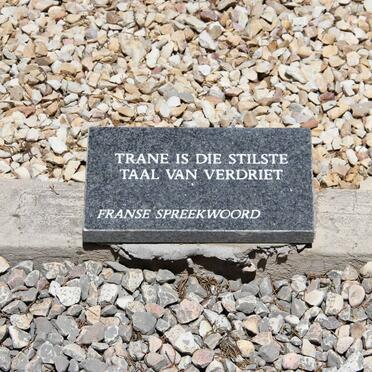 TRANE IS DIE STILSTE
TAAL VAN VERDRIET
FRANSE SPREEKWOORD